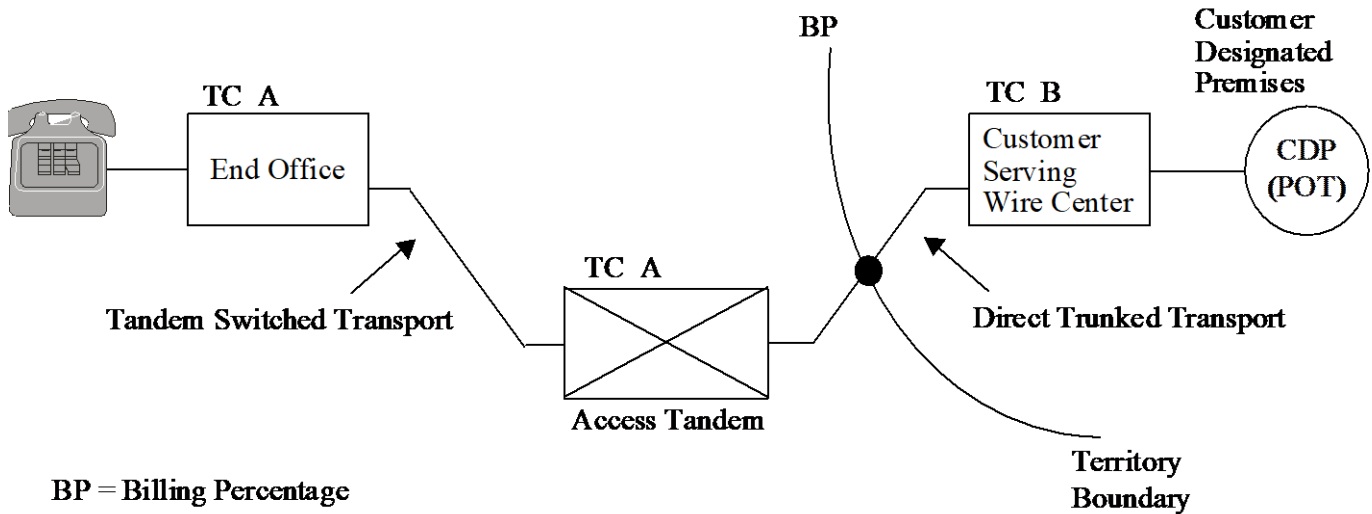 BP
Customer
Designated
Premises
TC A
TC B
End Office
Customer
Serving
Wire Center
CDP
(POT)
TC A
Tandem Switched Transport
Direct Trunked Transport
Access Tandem
Territory
Boundary
BP = Billing Percentage